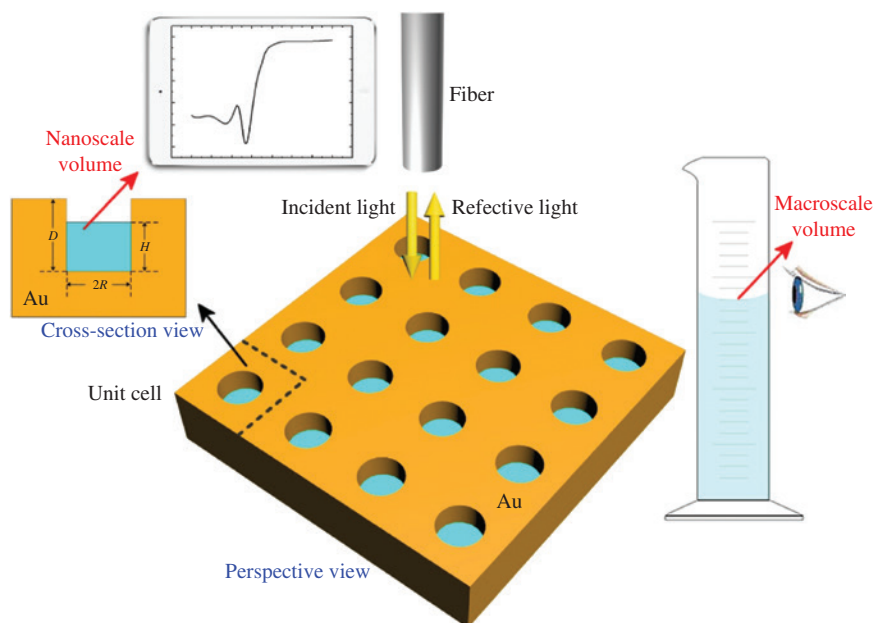 Fiber
Nanoscale
volume
Incident light
Refective light
Macroscale
volume
D
H
2R
Au
Cross-section view
Unit cell
Au
Perspective view